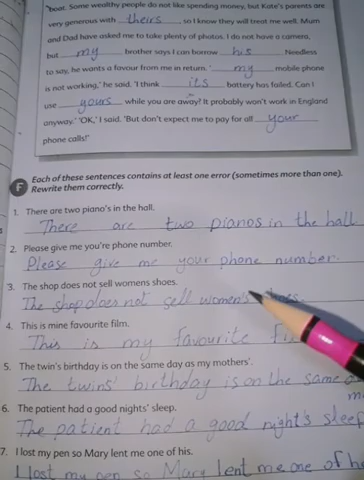 'boat. Some wealthy people do not like spending money, but Kate's parents are
very generous with theirs so I know they will treat me well. Mum
and Dad have asked me to take plenty of photos. I do not have a camera,
but my brother says I can borrow his Needless
to say, he wants a favour from me in return. ' my mobile phone
is not working,' he said. 'I think its battery has failed. Can I
use yours while you are away? It probably won't work in England
anyway.' 'OK,' I said. 'But don't expect me to pay for all your
phone calls!'
F Each of these sentences contains at least one error (sometimes more than one).
Rewrite them correctly.
1. There are two piano's in the hall.
There are two pianos in the hall
2. Please give me you're phone number.
Please give me your phone number.
3. The shop does not sell womens shoes.
The shop does not sell women's shoes.
4. This is mine favourite film.
This is my favourite
5. The twin's birthday is on the same day as my mothers'.
The twins' birthday is on the same
6. The patient had a good nights' sleep.
The patient had a good night's sleep
7. I lost my pen so Mary lent me one of his.
I lost my pen so Mary lent me one of